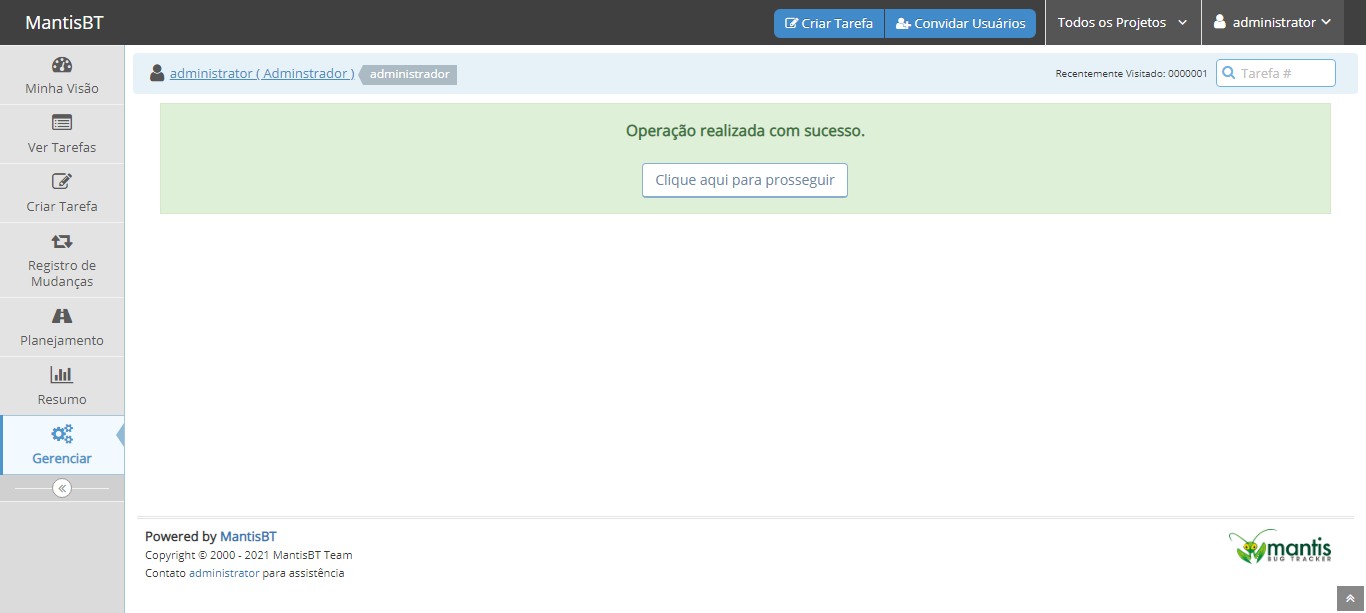 MantisBT
Criar Tarefa
Convidar Usuários
Todos os Projetos
administrator
Minha Visão
Ver Tarefas
Criar Tarefa
Registro de
Mudanças
Planejamento
Resumo
Gerenciar
administrator ( Adminstrador )
administrador
Recentemente Visitado: 0000001
Tarefa #
Operação realizada com sucesso.
Clique aqui para prosseguir
Powered by MantisBT
Copyright © 2000 - 2021 MantisBT Team
Contato administrator para assistência
mantis
BUG TRACKER